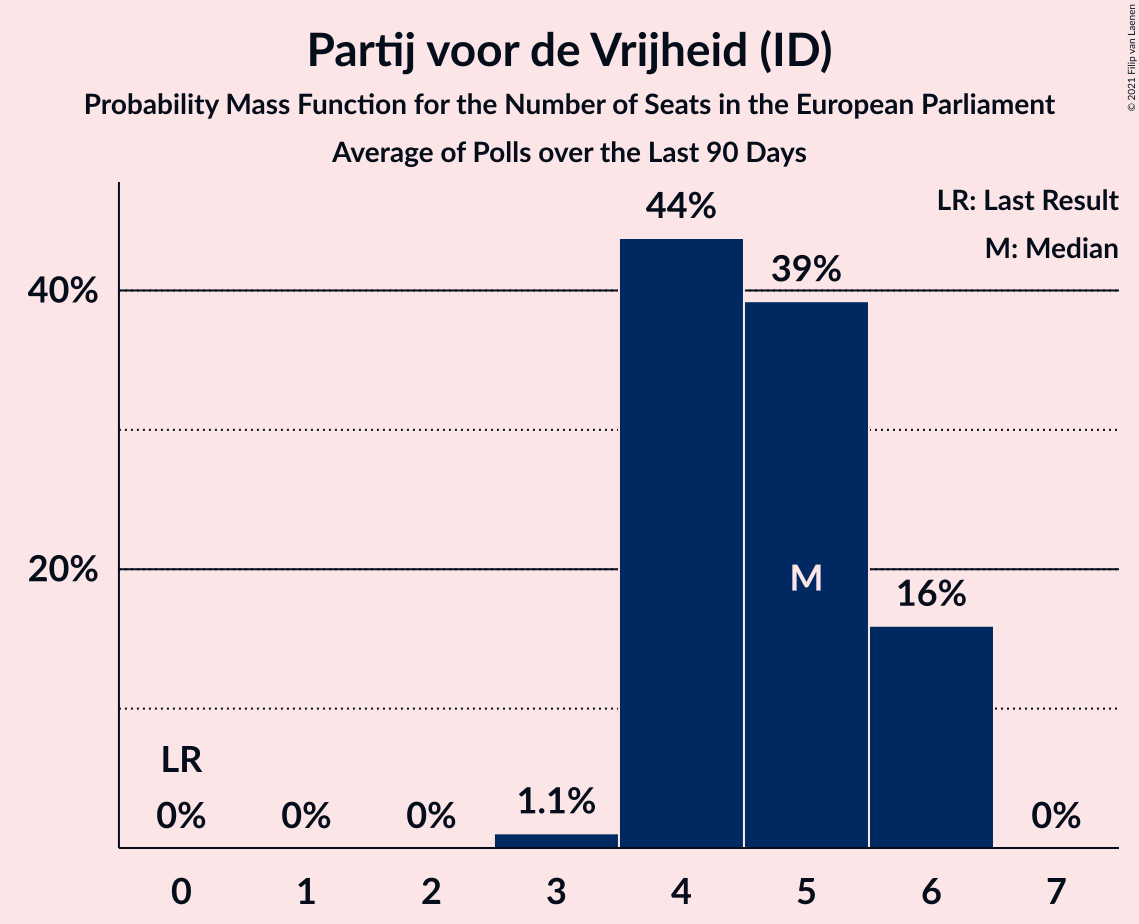 Partij voor de Vrijheid (ID)
Probability Mass Function for the Number of Seats in the European Parliament
Average of Polls over the Last 90 Days
© 2021 Filip van Laenen
LR: Last Result
M: Median
44%
39%
40%
20%
M
16%
LR
1.1%
0%
0%
0%
0%
0
1
2
3
4
5
6
7